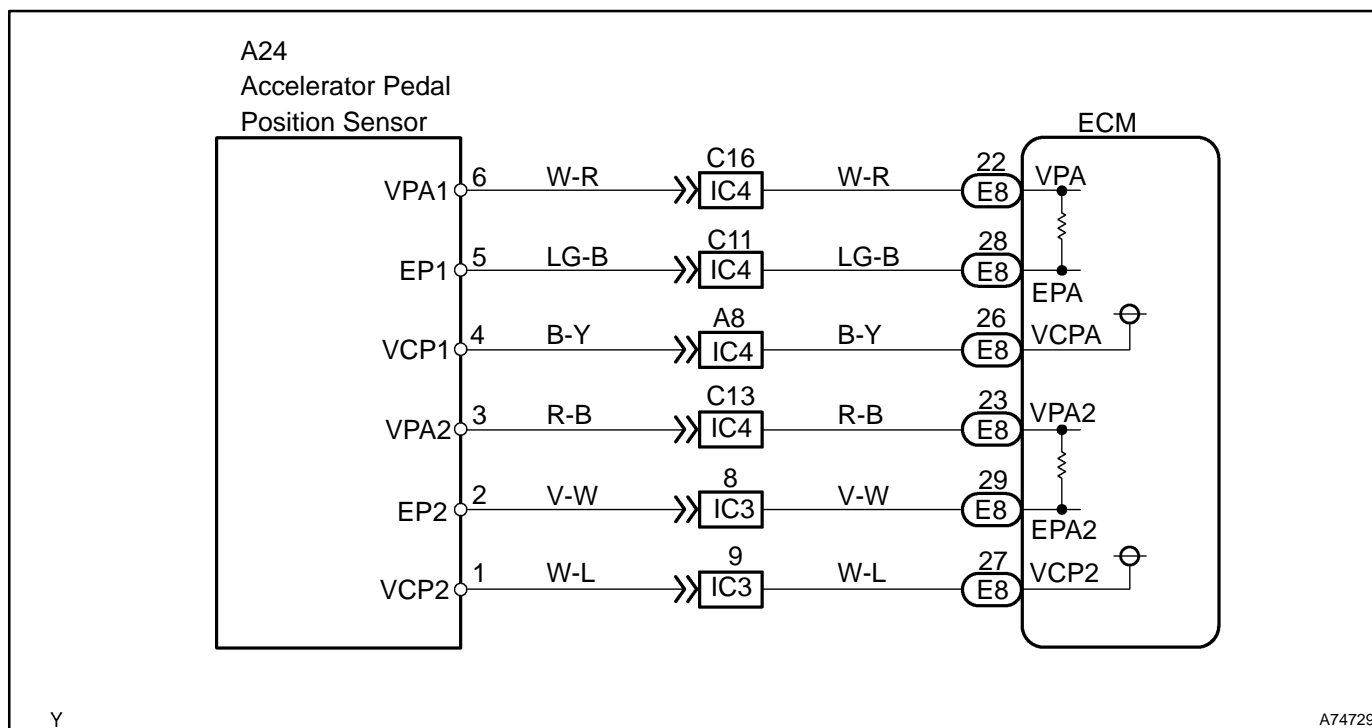 A24
Accelerator Pedal
Position Sensor
ECM
VPA1 6 W-R C16 IC4 W-R 22 E8 VPA
EP1 5 LG-B C11 IC4 LG-B 28 E8 EPA
VCP1 4 B-Y A8 IC4 B-Y 26 E8 VCPA
VPA2 3 R-B C13 IC4 R-B 23 E8 VPA2
EP2 2 V-W 8 IC3 V-W 29 E8 EPA2
VCP2 1 W-L 9 IC3 W-L 27 E8 VCP2
Y
A74729